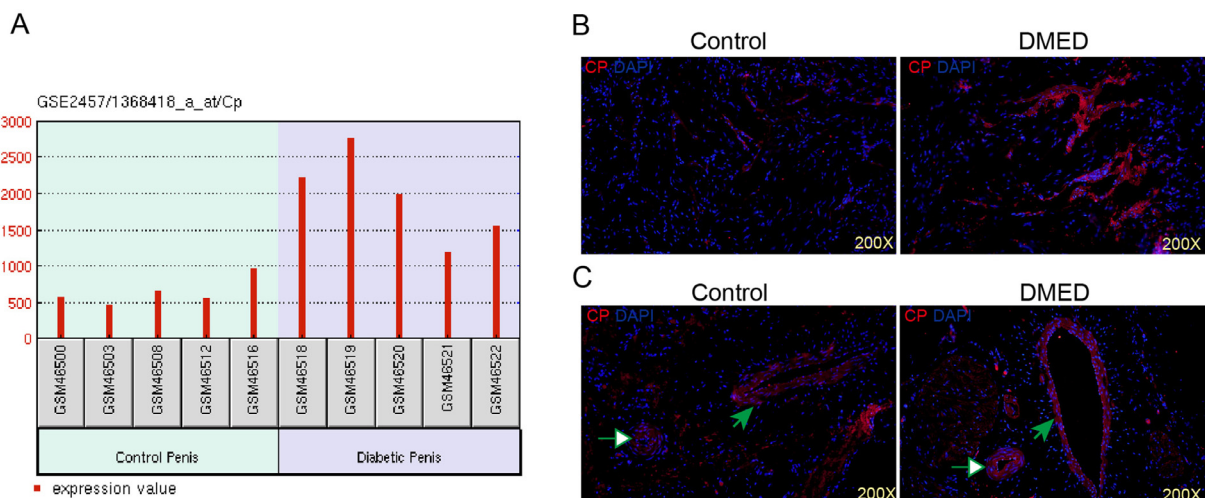 A
GSE2457/1368418_a_at/Cp
3000
2500
2000
1500
1000
500
0
GSM46500
GSM46503
GSM46508
GSM46512
GSM46516
GSM46518
GSM46519
GSM46520
GSM46521
GSM46522
Control Penis
Diabetic Penis
expression value
B
Control
DMED
CP DAPI
200X
CP DAPI
200X
C
Control
DMED
CP DAPI
200X
CP DAPI
200X